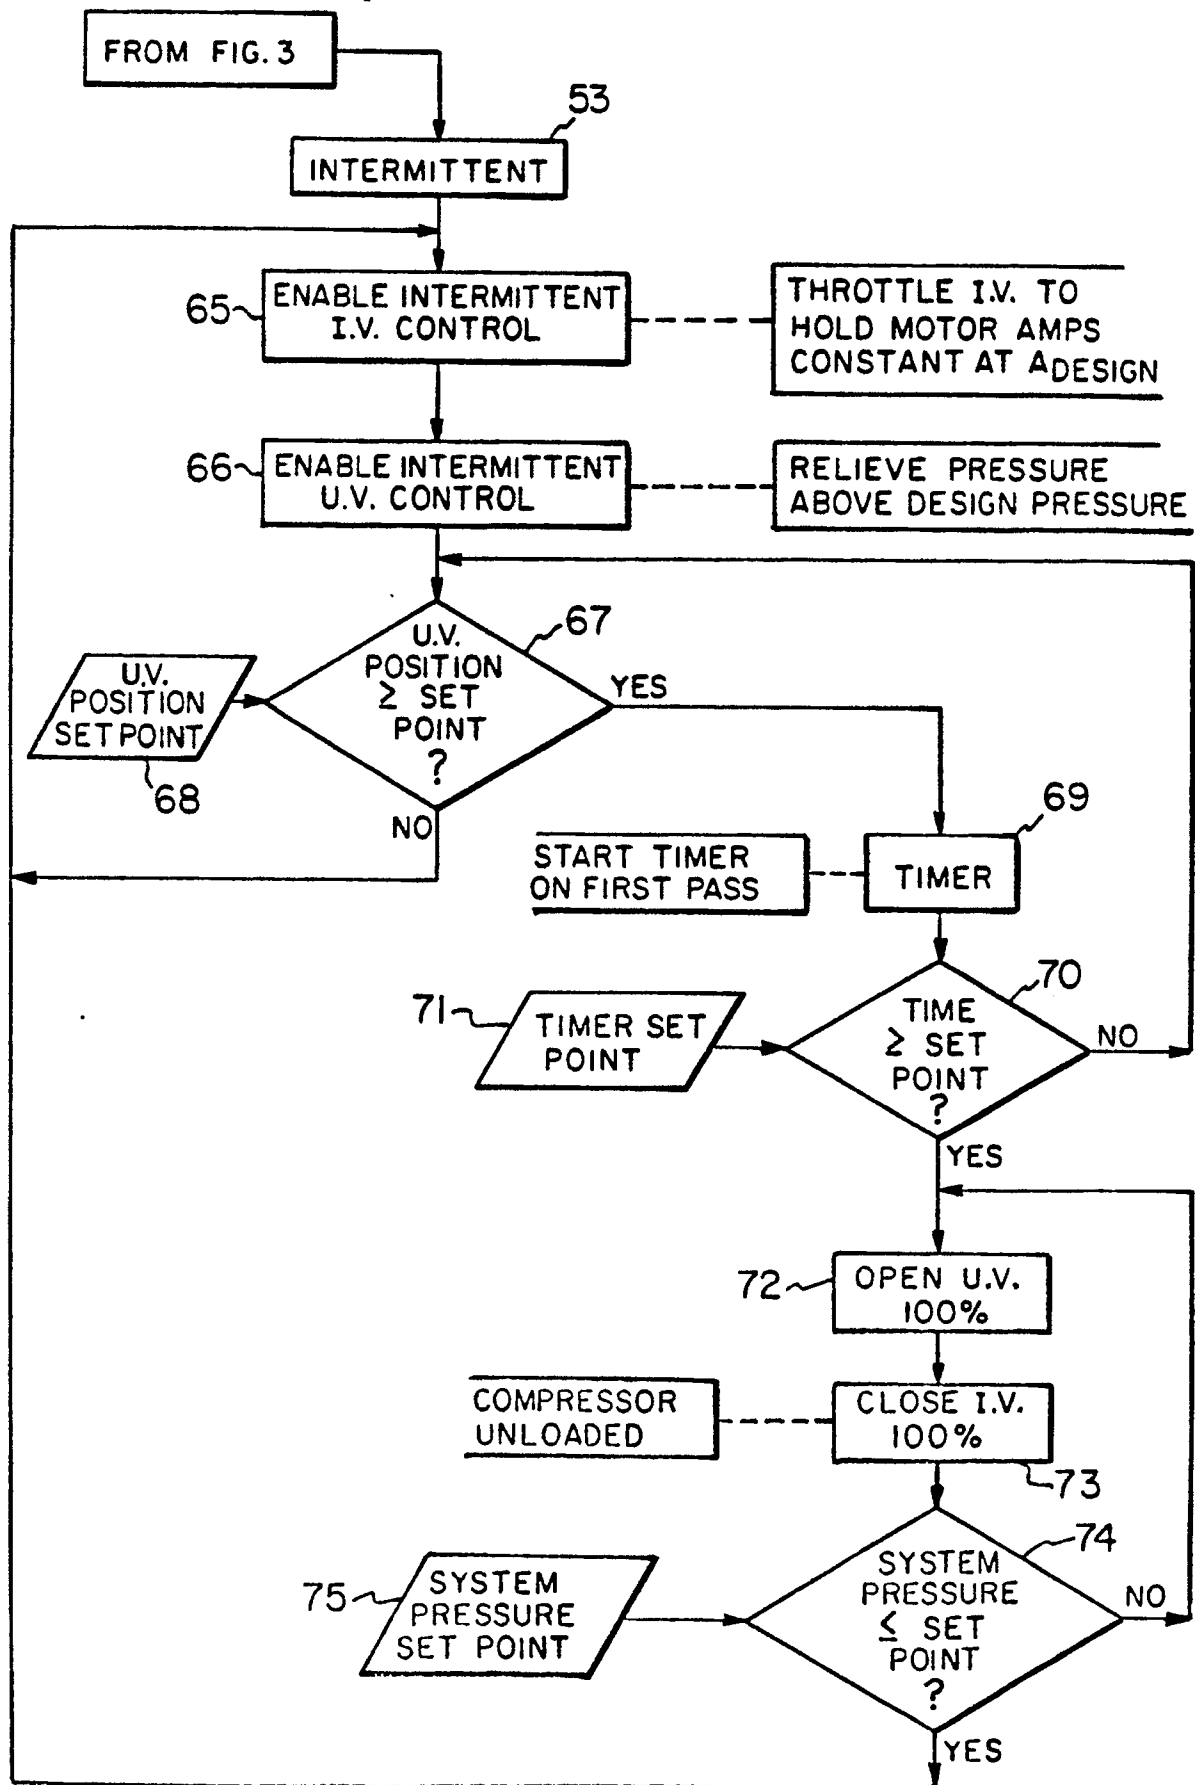 FROM FIG. 3
53
INTERMITTENT
65
ENABLE INTERMITTENT
I.V. CONTROL
THROTTLE I.V. TO
HOLD MOTOR AMPS
CONSTANT AT ADESIGN
66
ENABLE INTERMITTENT
U.V. CONTROL
RELIEVE PRESSURE
ABOVE DESIGN PRESSURE
67
U.V.
POSITION
≥ SET
POINT
?
YES
NO
U.V.
POSITION
SET POINT
68
69
TIMER
START TIMER
ON FIRST PASS
70
TIME
≥ SET
POINT
?
NO
YES
71
TIMER SET
POINT
72
OPEN U.V.
100%
COMPRESSOR
UNLOADED
CLOSE I.V.
100%
73
74
SYSTEM
PRESSURE
≤ SET
POINT
?
NO
YES
75
SYSTEM
PRESSURE
SET POINT